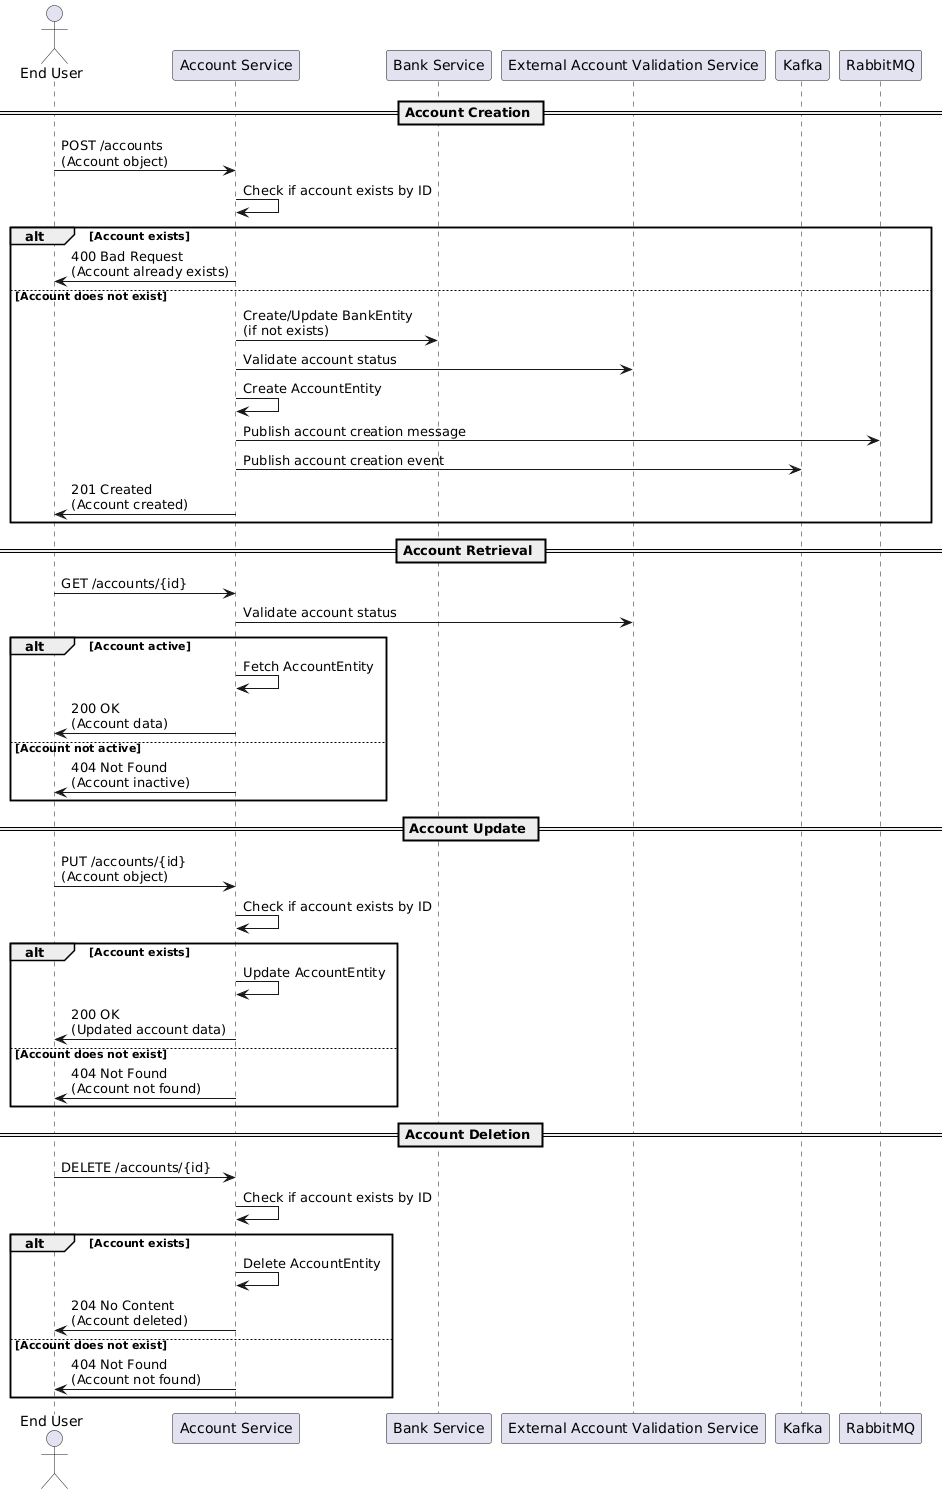 End User
Account Service
Bank Service
External Account Validation Service
Kafka
RabbitMQ
Account Creation
POST /accounts
(Account object)
Check if account exists by ID
alt
[Account exists]
400 Bad Request
(Account already exists)
[Account does not exist]
Create/Update BankEntity
(if not exists)
Validate account status
Create AccountEntity
Publish account creation message
Publish account creation event
201 Created
(Account created)
Account Retrieval
GET /accounts/{id}
Validate account status
alt
[Account active]
Fetch AccountEntity
200 OK
(Account data)
[Account not active]
404 Not Found
(Account inactive)
Account Update
PUT /accounts/{id}
(Account object)
Check if account exists by ID
alt
[Account exists]
Update AccountEntity
200 OK
(Updated account data)
[Account does not exist]
404 Not Found
(Account not found)
Account Deletion
DELETE /accounts/{id}
Check if account exists by ID
alt
[Account exists]
Delete AccountEntity
204 No Content
(Account deleted)
[Account does not exist]
404 Not Found
(Account not found)
End User
Account Service
Bank Service
External Account Validation Service
Kafka
RabbitMQ